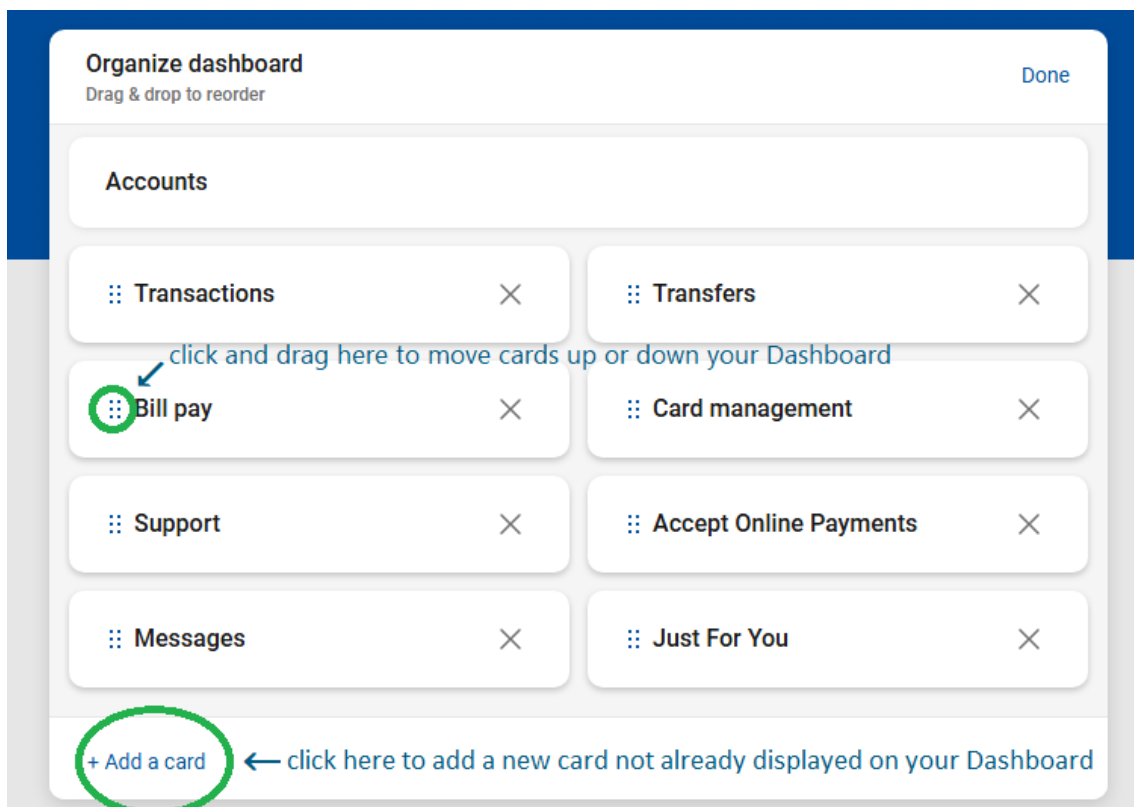 Organize dashboard
Done
Drag & drop to reorder
Accounts
Transactions
Transfers
click and drag here to move cards up or down your Dashboard
Bill pay
Card management
Support
Accept Online Payments
Messages
Just For You
+ Add a card
click here to add a new card not already displayed on your Dashboard